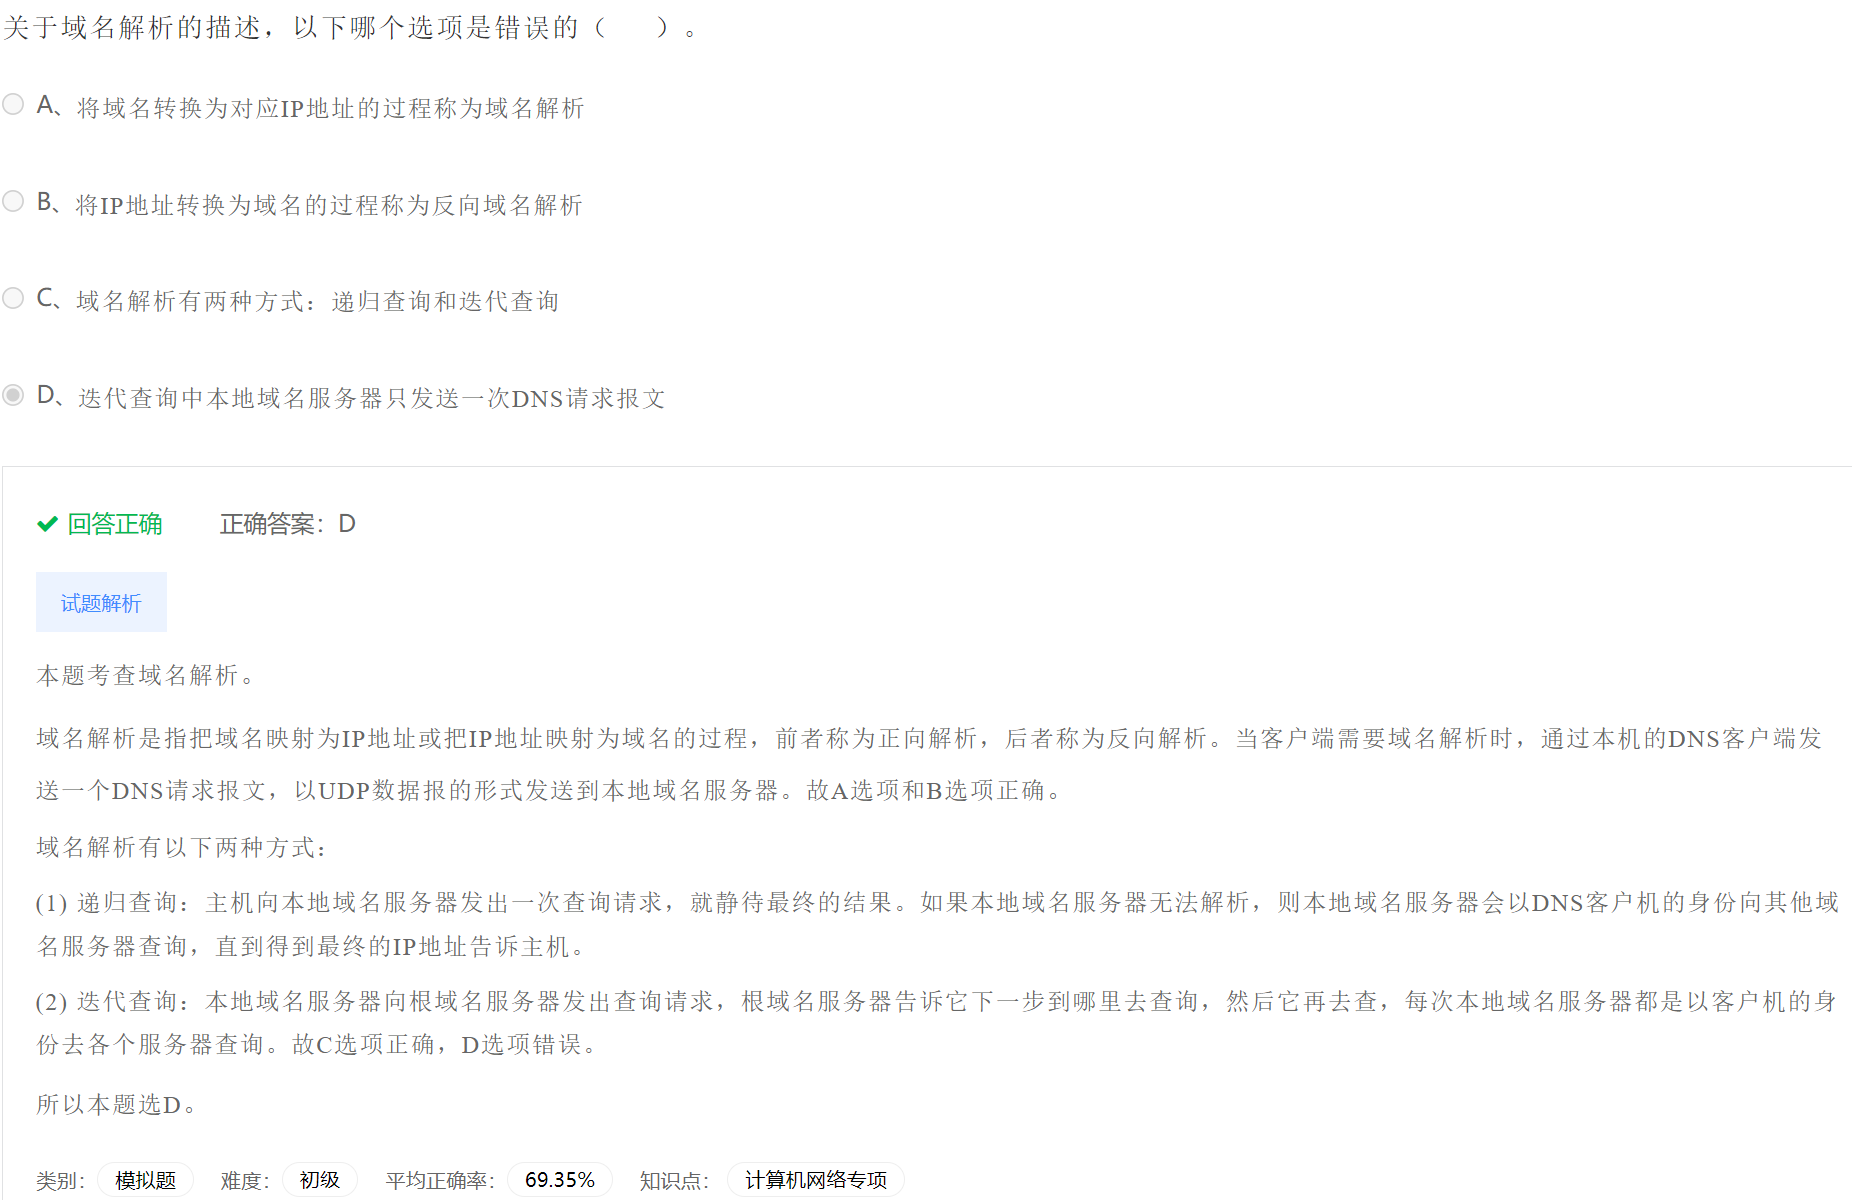 关于域名解析的描述，以下哪个选项是错误的（　　）。
A、将域名转换为对应IP地址的过程称为域名解析
B、将IP地址转换为域名的过程称为反向域名解析
C、域名解析有两种方式：递归查询和迭代查询
D、迭代查询中本地域名服务器只发送一次DNS请求报文
回答正确 正确答案：D
试题解析
本题考查域名解析。
域名解析是指把域名映射为IP地址或把IP地址映射为域名的过程，前者称为正向解析，后者称为反向解析。当客户端需要域名解析时，通过本机的DNS客户端发
送一个DNS请求报文，以UDP数据报的形式发送到本地域名服务器。故A选项和B选项正确。
域名解析有以下两种方式：
(1) 递归查询：主机向本地域名服务器发出一次查询请求，就静待最终的结果。如果本地域名服务器无法解析，则本地域名服务器会以DNS客户机的身份向其他域
名服务器查询，直到得到最终的IP地址告诉主机。
(2) 迭代查询：本地域名服务器向根域名服务器发出查询请求，根域名服务器告诉它下一步到哪里去查询，然后它再去查，每次本地域名服务器都是以客户机的身
份去各个服务器查询。故C选项正确，D选项错误。
所以本题选D。
类别： 模拟题 难度： 初级 平均正确率： 69.35% 知识点： 计算机网络专项